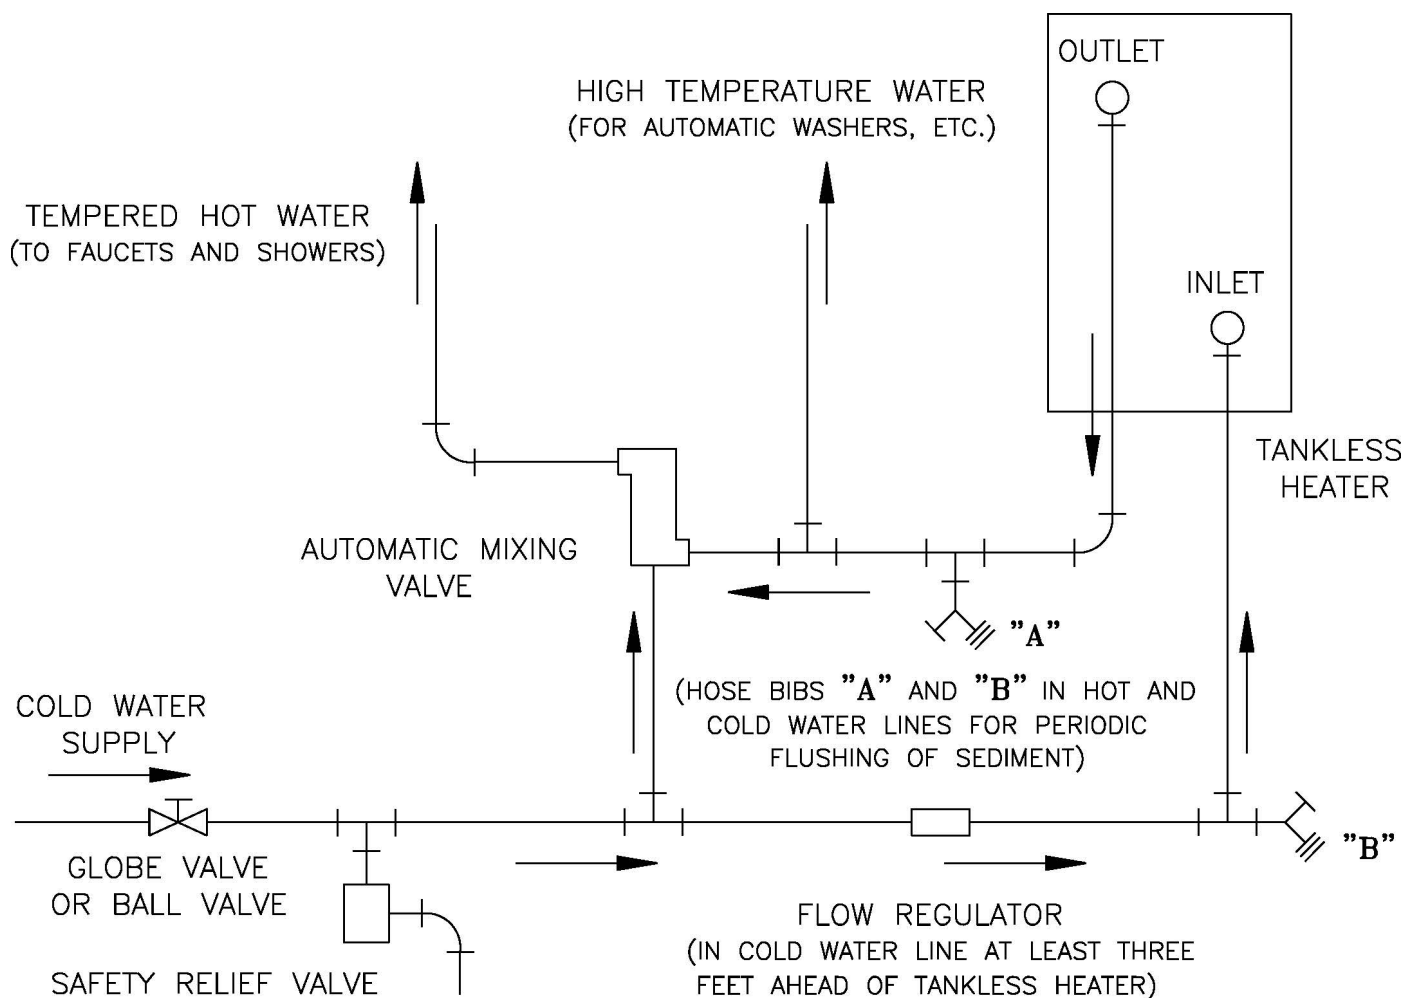 OUTLET
HIGH TEMPERATURE WATER
(FOR AUTOMATIC WASHERS, ETC.)
TEMPERED HOT WATER
(TO FAUCETS AND SHOWERS)
INLET
TANKLESS
HEATER
AUTOMATIC MIXING
VALVE
"A"
(HOSE BIBS "A" AND "B" IN HOT AND
COLD WATER LINES FOR PERIODIC
FLUSHING OF SEDIMENT)
COLD WATER
SUPPLY
"B"
GLOBE VALVE
OR BALL VALVE
FLOW REGULATOR
(IN COLD WATER LINE AT LEAST THREE
FEET AHEAD OF TANKLESS HEATER)
SAFETY RELIEF VALVE